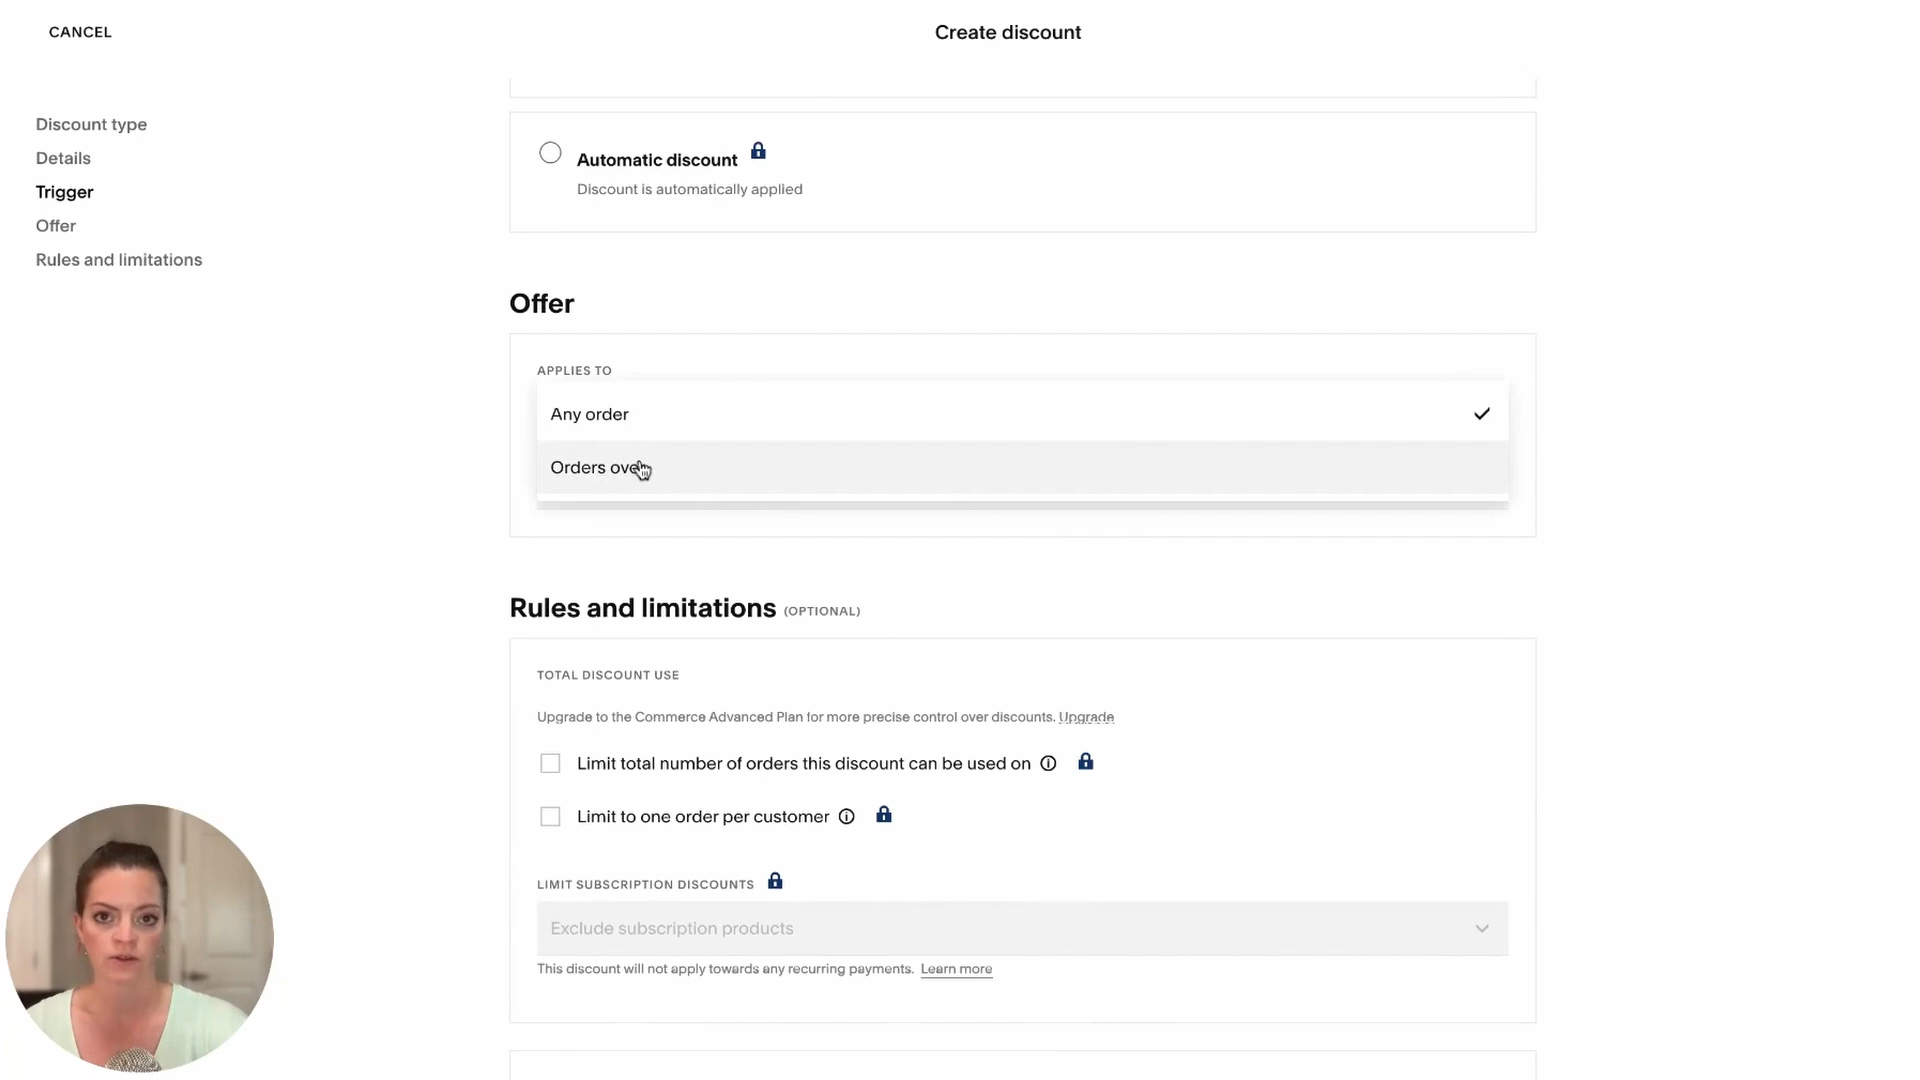 CANCEL
Create discount
Discount type
Details
Trigger
Offer
Rules and limitations
Automatic discount
Discount is automatically applied
Offer
APPLIES TO
Any order
Orders over
Rules and limitations (OPTIONAL)
TOTAL DISCOUNT USE
Upgrade to the Commerce Advanced Plan for more precise control over discounts. Upgrade
Limit total number of orders this discount can be used on
Limit to one order per customer
LIMIT SUBSCRIPTION DISCOUNTS
Exclude subscription products
This discount will not apply towards any recurring payments. Learn more